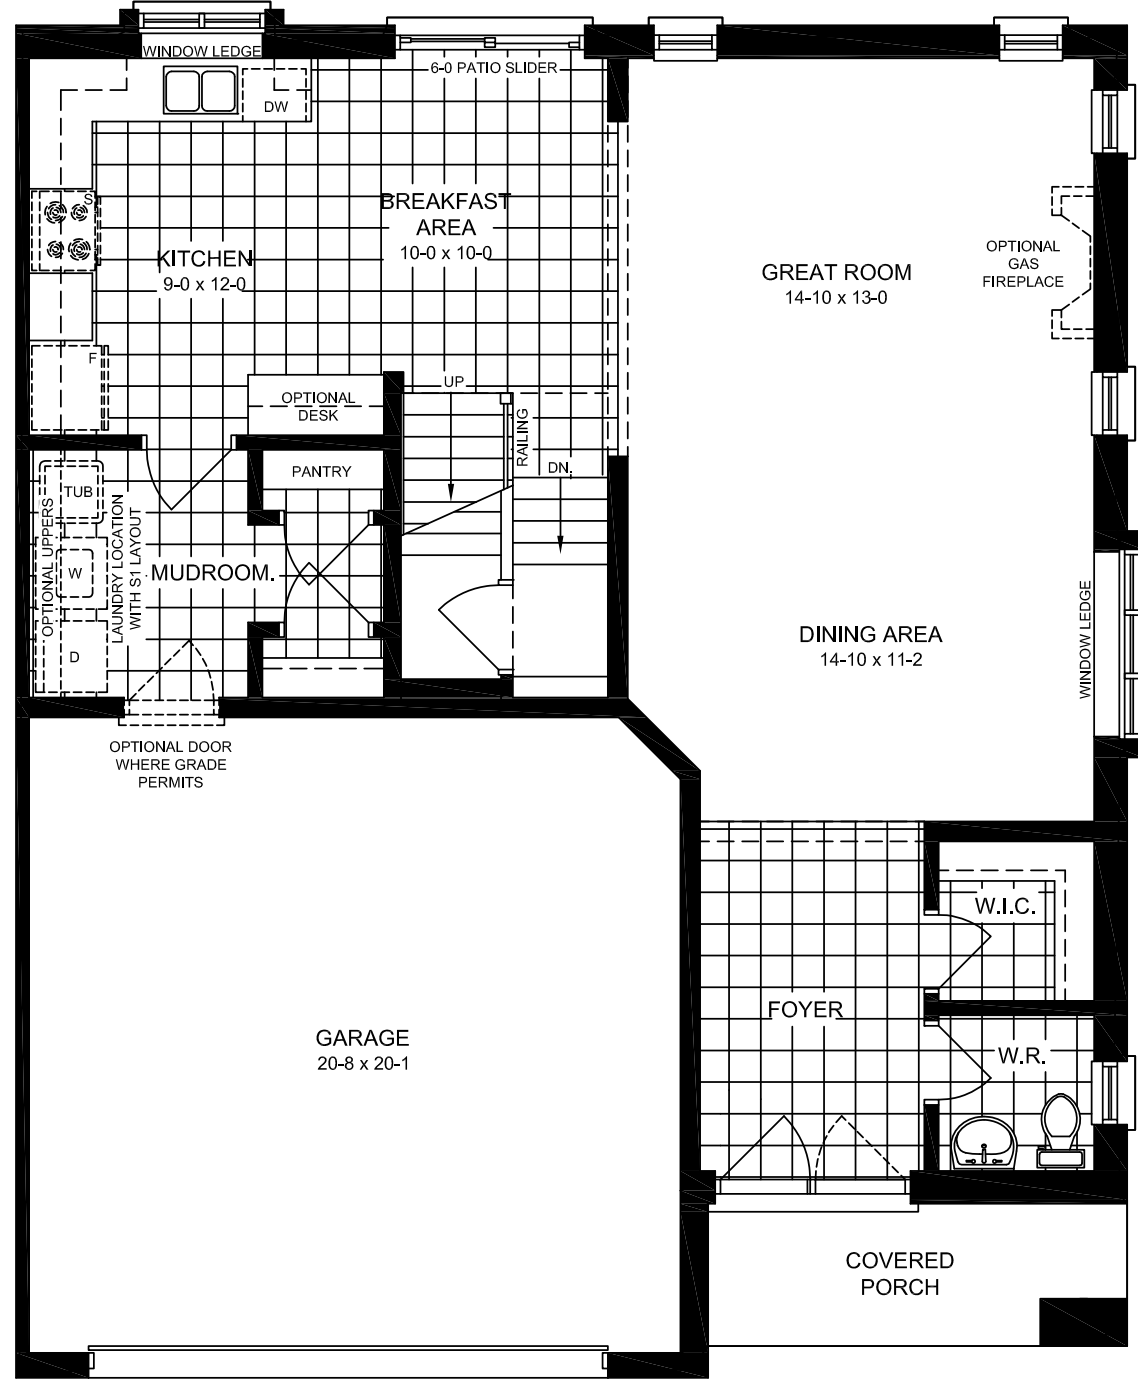 WINDOW LEDGE
6-0 PATIO SLIDER
DW
S
BREAKFAST
AREA
10-0 x 10-0
KITCHEN
9-0 x 12-0
GREAT ROOM
14-10 x 13-0
OPTIONAL
GAS
FIREPLACE
F
OPTIONAL
DESK
UP
RAILING
DN.
PANTRY
TUB
OPTIONAL UPPERS
W
LAUNDRY LOCATION
WITH S1 LAYOUT
MUDROOM.
D
DINING AREA
14-10 x 11-2
WINDOW LEDGE
OPTIONAL DOOR
WHERE GRADE
PERMITS
W.I.C.
FOYER
W.R.
GARAGE
20-8 x 20-1
COVERED
PORCH